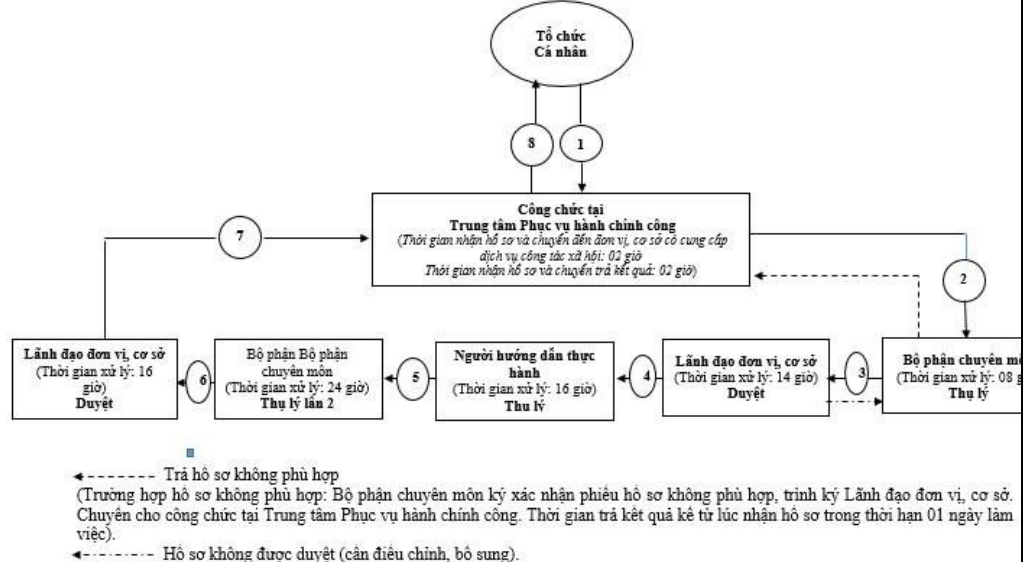 Tổ chức
Cá nhân
8
1
Công chức tại
Trung tâm Phục vụ hành chính công
(Thời gian nhận hồ sơ và chuyển đến đơn vị, cơ sở có cung cấp
dịch vụ công tác xã hội: 02 giờ
Thời gian nhận hồ sơ và chuyển trả kết quả: 02 giờ)
7
2
Lãnh đạo đơn vị, cơ sở
(Thời gian xử lý: 16
giờ)
Duyệt
6
Bộ phận Bộ phận
chuyên môn
(Thời gian xử lý: 24 giờ)
Thụ lý lần 2
5
Người hướng dẫn thực
hành
(Thời gian xử lý: 16 giờ)
Thu lý
4
Lãnh đạo đơn vị, cơ sở
(Thời gian xử lý: 14 giờ)
Duyệt
3
Bộ phận chuyên
(Thời gian xử lý: 08
Thụ lý
Trả hồ sơ không phù hợp
(Trường hợp hồ sơ không phù hợp: Bộ phận chuyên môn ký xác nhận phiếu hồ sơ không phù hợp, trình ký Lãnh đạo đơn vị, cơ sở.
Chuyển cho công chức tại Trung tâm Phục vụ hành chính công. Thời gian trả kết quả kể từ lúc nhận hồ sơ trong thời hạn 01 ngày làm
việc).
Hồ sơ không được duyệt (cần điều chỉnh, bổ sung).